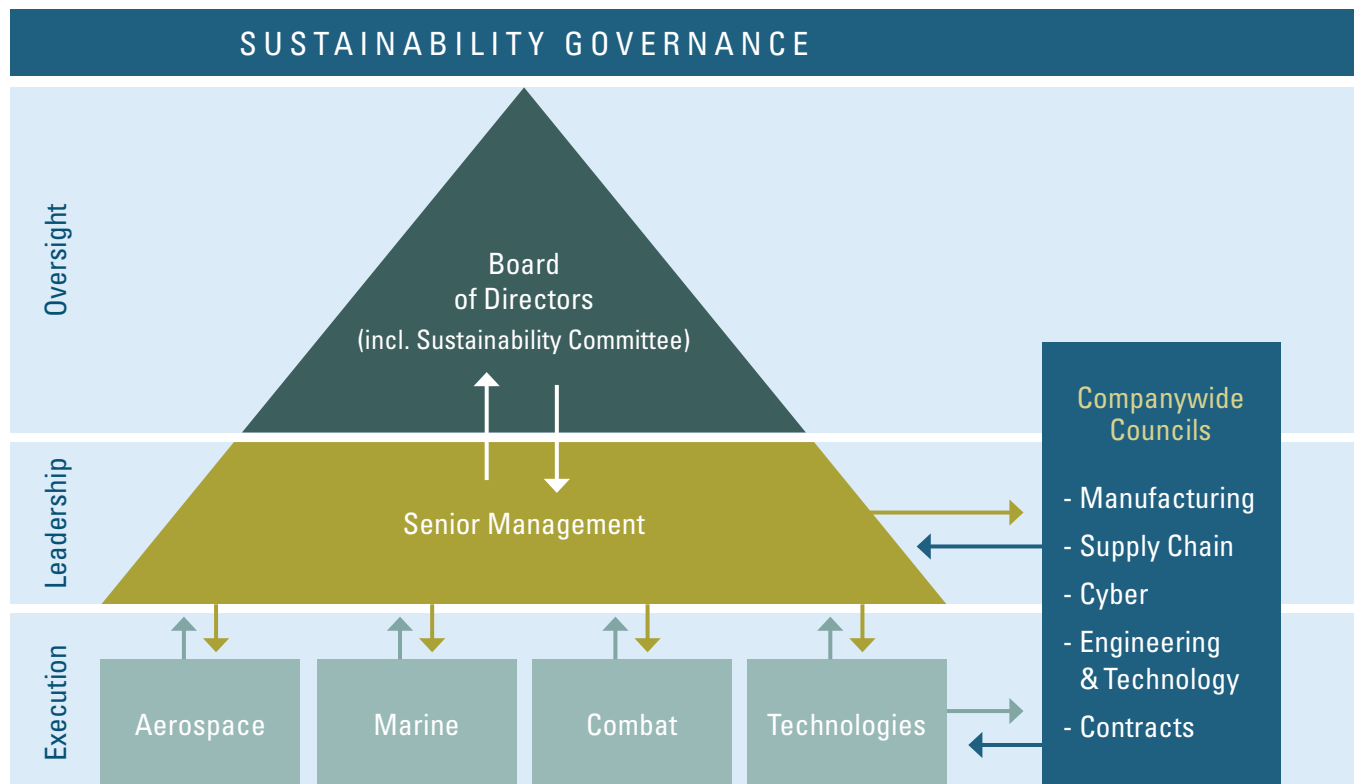 SUSTAINABILITY GOVERNANCE
Oversight
Board
of Directors
(incl. Sustainability Committee)
Leadership
Senior Management
Execution
Aerospace
Marine
Combat
Technologies
Companywide
Councils
- Manufacturing
- Supply Chain
- Cyber
- Engineering
& Technology
- Contracts